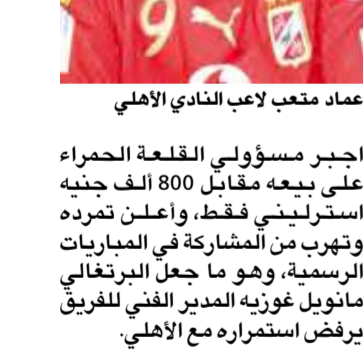 9
عماد متعب لاعب النادي الأهلي
اجبر مسؤولي القلعة الحمراء
على بيعه مقابل 800 ألف جنيه
استرليني فقط، وأعلن تمرده
وتهرب من المشاركة في المباريات
الرسمية، وهو ما جعل البرتغالي
مانويل غوزيه المدير الفني للفريق
يرفض استمراره مع الأهلي.